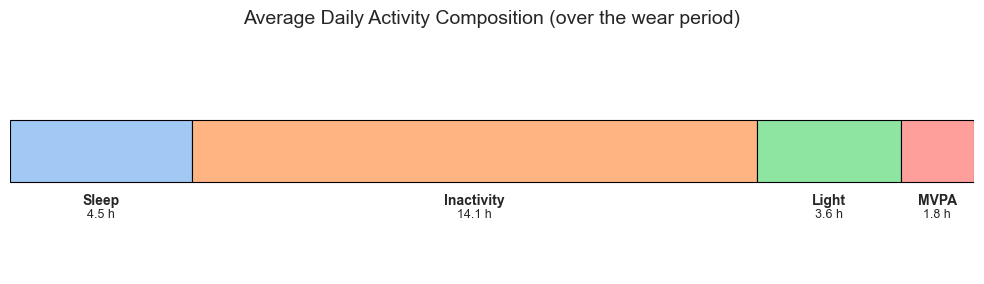 Average Daily Activity Composition (over the wear period)
Sleep
4.5 h
Inactivity
14.1 h
Light
3.6 h
MVPA
1.8 h